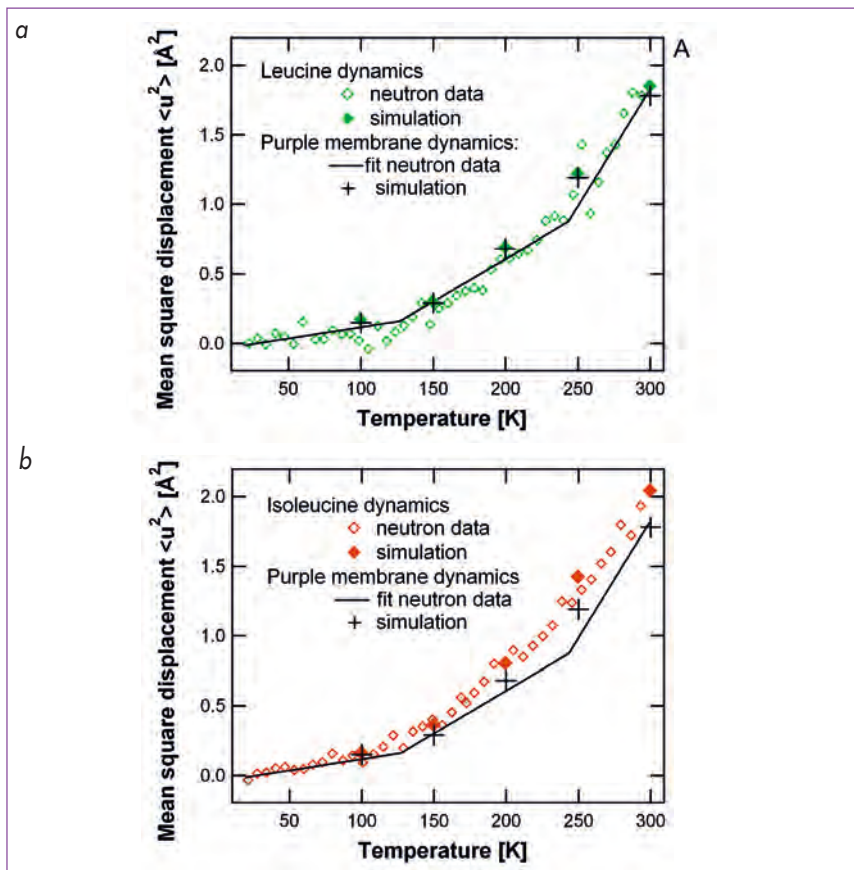 a
A
Mean square displacement <u²> [Å²]
2.0
1.5
1.0
0.5
0.0
Leucine dynamics
neutron data
simulation
Purple membrane dynamics:
fit neutron data
simulation
50 100 150 200 250 300
Temperature [K]
b
Mean square displacement <u²> [Å²]
2.0
1.5
1.0
0.5
0.0
Isoleucine dynamics
neutron data
simulation
Purple membrane dynamics
fit neutron data
simulation
50 100 150 200 250 300
Temperature [K]